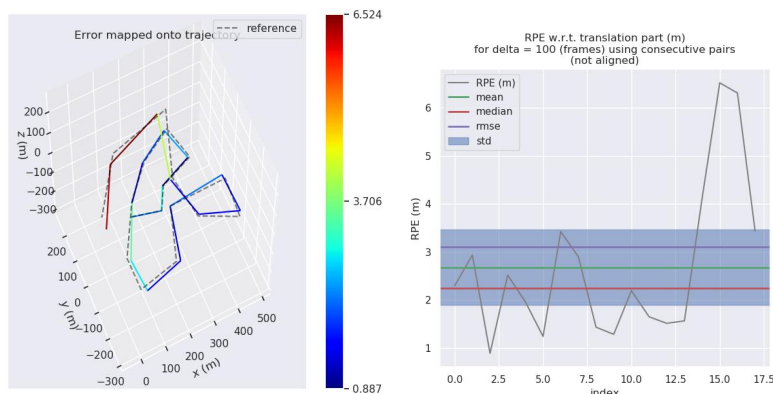 Error mapped onto trajectory
reference
200
100
0
−100
−200
−300
z (m)
200
100
0
−100
−200
−300
y (m)
0
100
200
300
400
500
x (m)
6.524
3.706
0.887
RPE w.r.t. translation part (m)
for delta = 100 (frames) using consecutive pairs
(not aligned)
RPE (m)
mean
median
rmse
std
6
5
4
3
2
1
RPE (m)
0.0 2.5 5.0 7.5 10.0 12.5 15.0 17.5
index